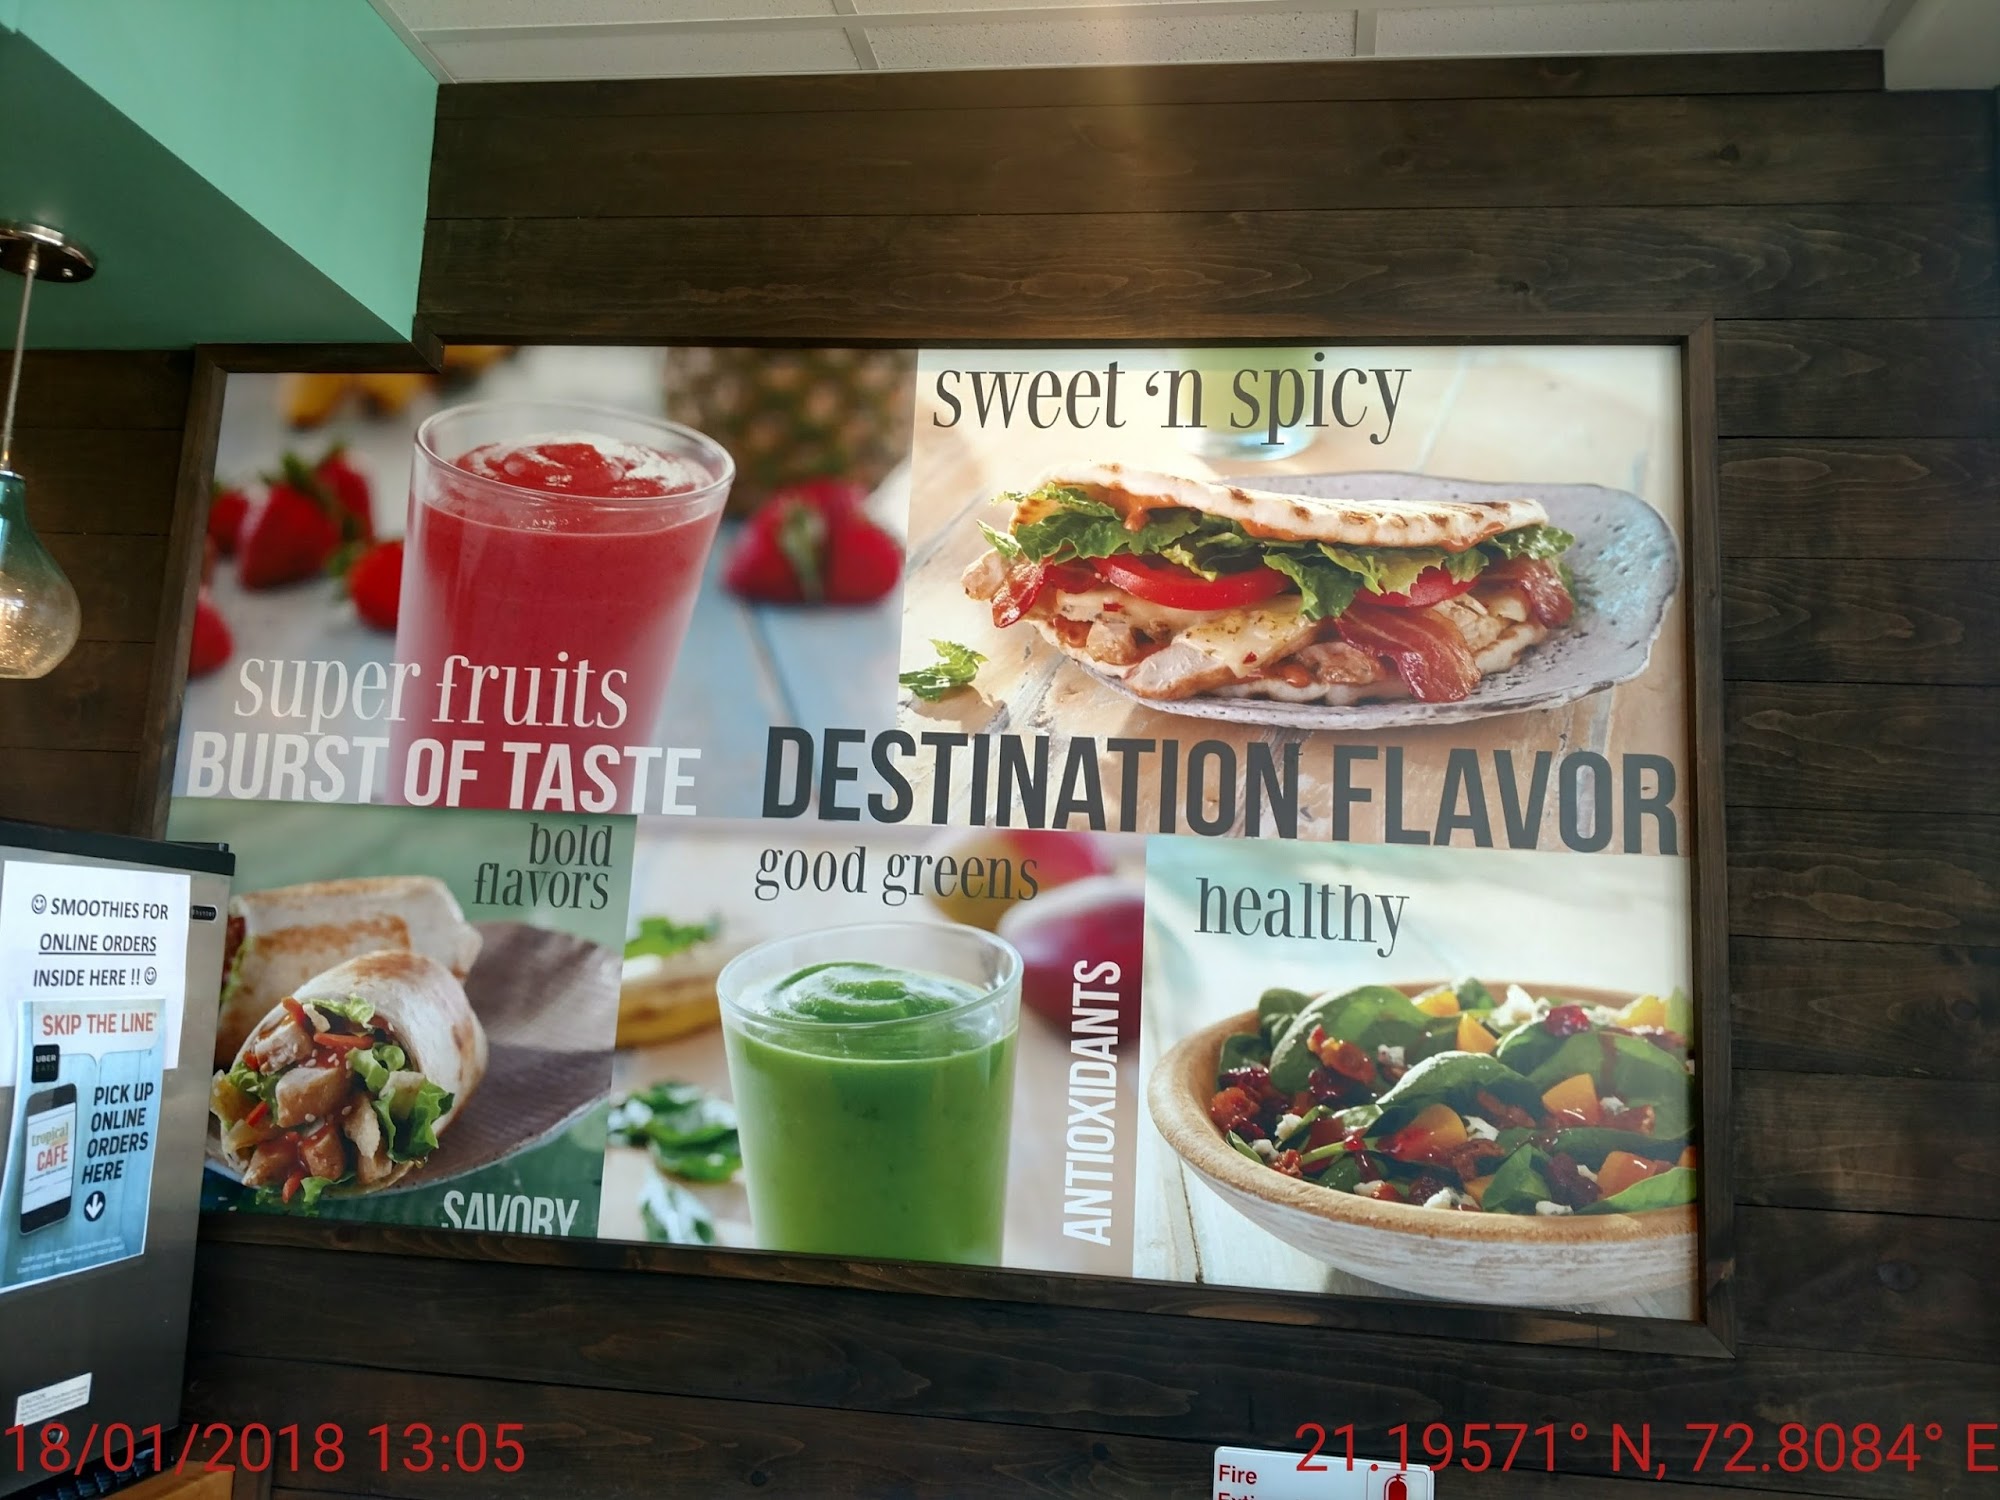 sweet ‘n spicy
super fruits
BURST OF TASTE
DESTINATION FLAVOR
bold
flavors
good greens
healthy
ANTIOXIDANTS
SAVORY
☺ SMOOTHIES FOR
ONLINE ORDERS
INSIDE HERE !! ☺
SKIP THE LINE
UBER
EATS
PICK UP
ONLINE
ORDERS
HERE
tropical
CAFE
18/01/2018 13:05
21.19571° N, 72.8084° E
Fire